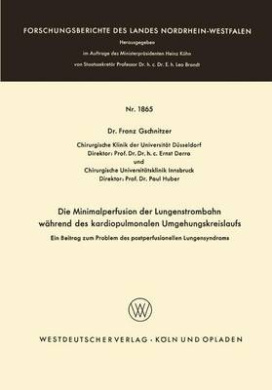 FORSCHUNGSBERICHTE DES LANDES NORDRHEIN-WESTFALEN
Herausgegeben
im Auftrage des Ministerpräsidenten Heinz Kühn
von Staatssekretär Professor Dr. h. c. Dr. E. h. Leo Brandt
Nr. 1865
Dr. Franz Gschnitzer
Chirurgische Klinik der Universität Düsseldorf
Direktor: Prof. Dr. Dr. h. c. Ernst Derra
und
Chirurgische Universitätsklinik Innsbruck
Direktor: Prof. Dr. Paul Huber
Die Minimalperfusion der Lungenstrombahn
während des kardiopulmonalen Umgehungskreislaufs
Ein Beitrag zum Problem des postperfusionellen Lungensyndroms
WESTDEUTSCHER VERLAG · KÖLN UND OPLADEN